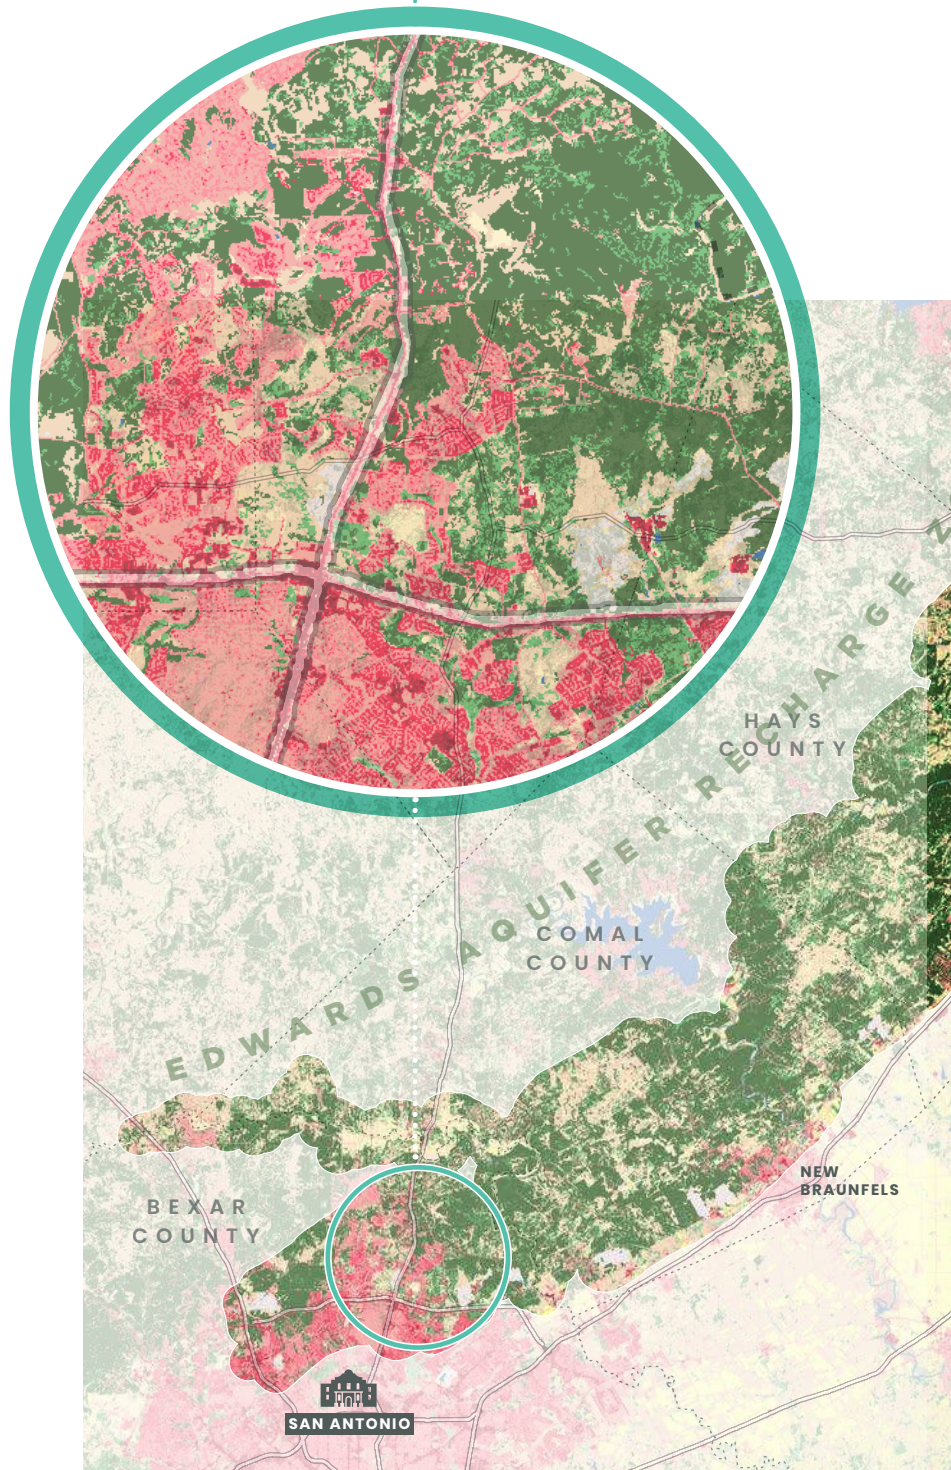 EDWARDS AQUIFER RECHARGE Z
HAYS
COUNTY
COMAL
COUNTY
BEXAR
COUNTY
NEW
BRAUNFELS
SAN ANTONIO